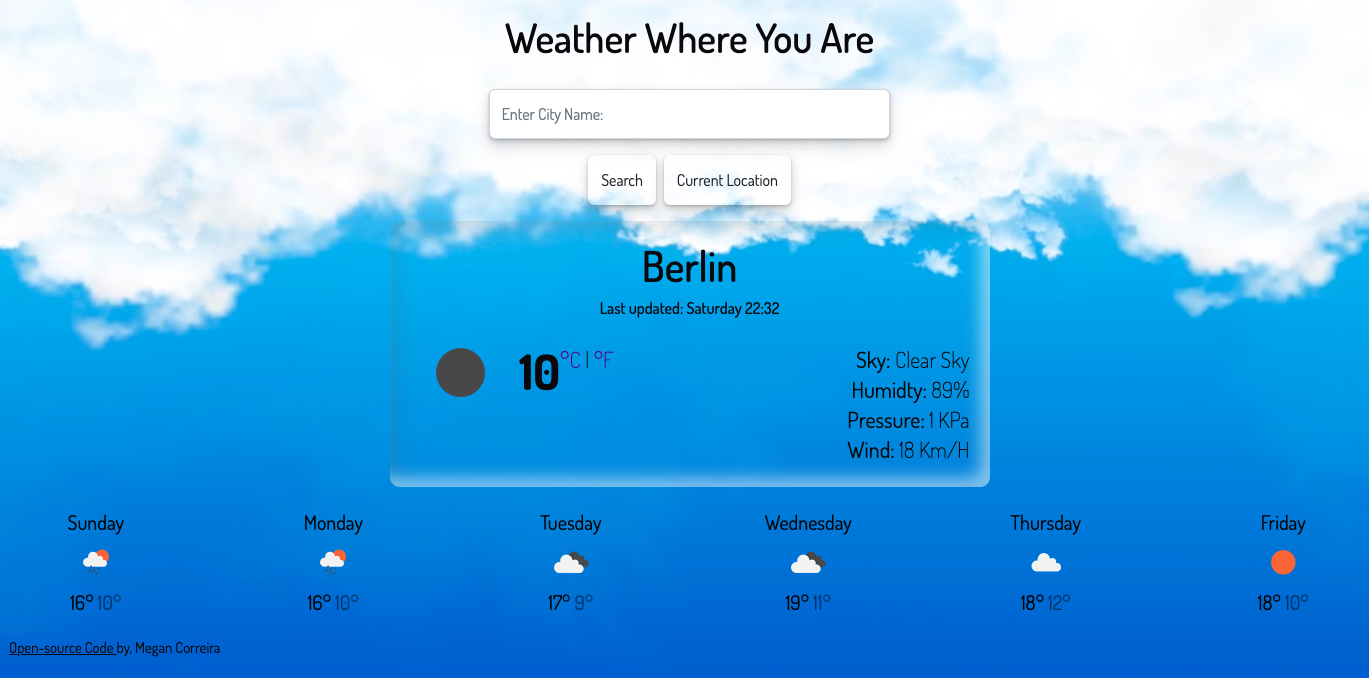 Weather Where You Are
Enter City Name:
Search Current Location
Berlin
Last updated: Saturday 22:32
10 °C | °F
Sky: Clear Sky
Humidty: 89%
Pressure: 1 KPa
Wind: 18 Km/H
Sunday Monday Tuesday Wednesday Thursday Friday
16° 10° 16° 10° 17° 9° 19° 11° 18° 12° 18° 10°
Open-source Code by, Megan Correira